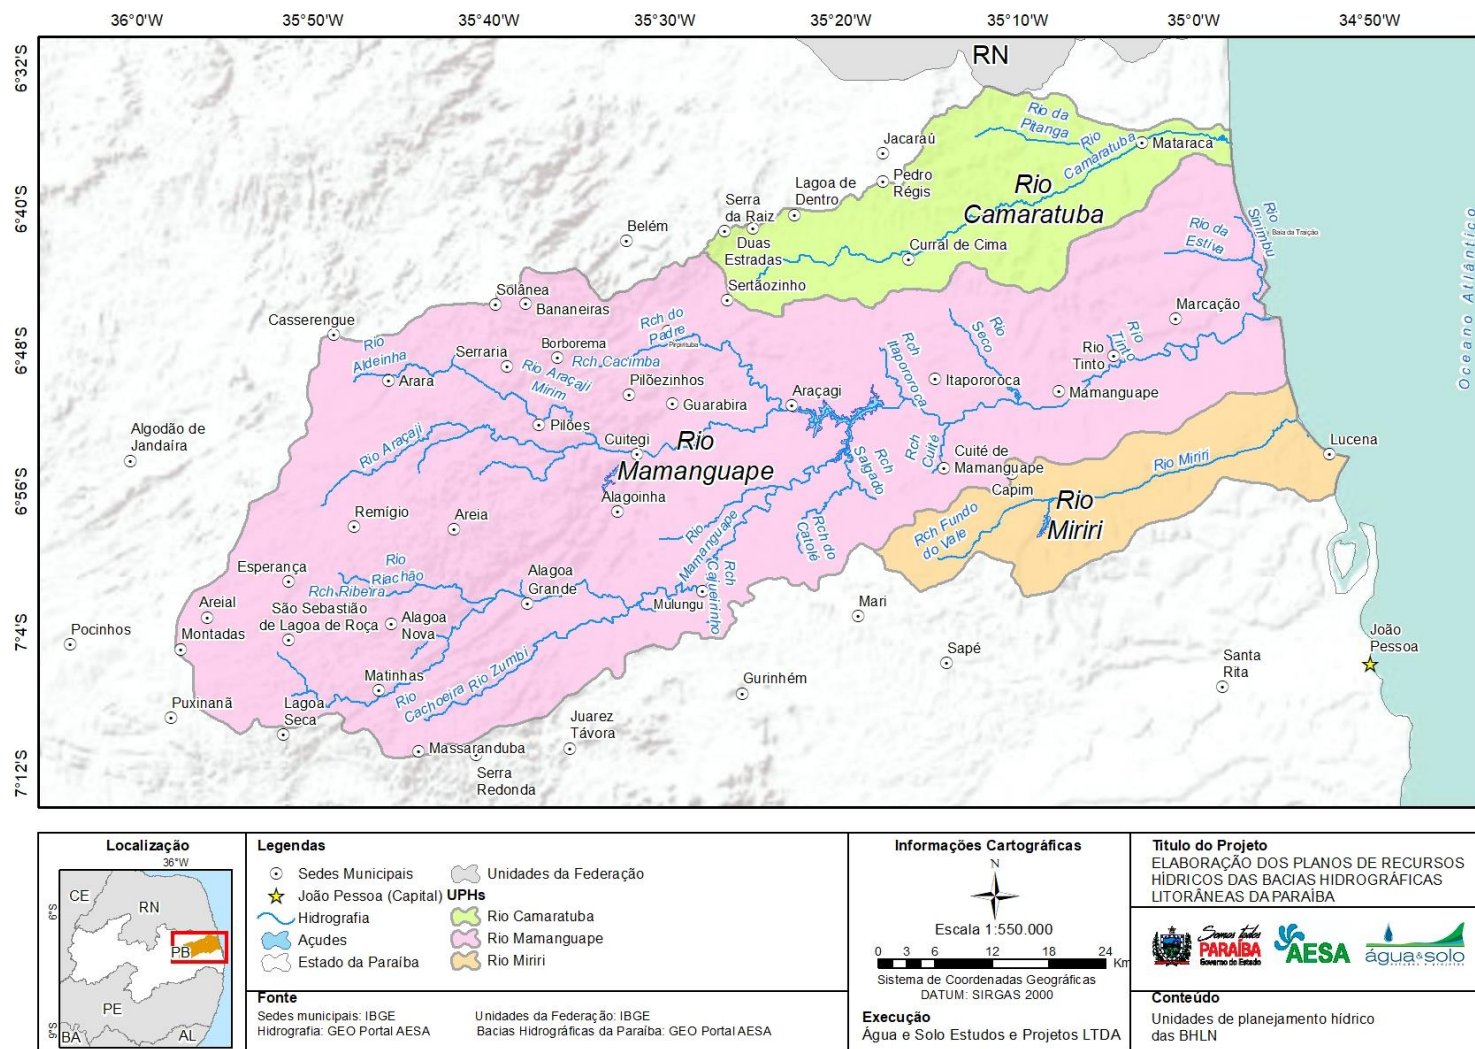 36°0'W 35°50'W 35°40'W 35°30'W 35°20'W 35°10'W 35°0'W 34°50'W
6°32'S
6°40'S
6°48'S
6°56'S
7°4'S
7°12'S
RN
Rio da
Pitanga
Rio
Camaratuba
Mataraca
Jacaraú
Pedro
Régis
Lagoa de
Dentro
Serra
da Raiz
Duas
Estradas
Rio
Camaratuba
Curral de Cima
Belém
Sertãozinho
Rio
Sinimbu
Baia da Traição
Rio da
Estiva
Oceano Atlântico
Solânea
Bananeiras
Casserengue
Rch do
Padre
Pirpirituba
Marcação
Rio
Aldeinha
Serraria
Borborema
Rch Cacimba
Rio Araçaji
Mirim
Arara
Pilõezinhos
Guarabira
Araçagi
Rch
Itapororoca
Itapororoca
Rio
Seco
Rio
Tinto
Rio
Tinto
Mamanguape
Algodão de
Jandaíra
Rio Araçaji
Pilões
Cuitegi
Rio
Mamanguape
Rch
Salgado
Rch
Cuité
Cuité de
Mamanguape
Capim
Rio Miriri
Lucena
Rio
Miriri
Rch Fundo
do Vale
Alagoinha
Remígio
Areia
Rio
Mamanguape
Rch do
Catolé
Rch
Cajueirinho
Esperança
Rio
Riachão
Rch Ribeira
Alagoa
Grande
Mulungu
Areial
São Sebastião
de Lagoa de Roça
Alagoa
Nova
Montadas
Pocinhos
Mari
Sapé
João
Pessoa
Santa
Rita
Gurinhém
Matinhas
Rio
Cachoeira
Rio Zumbi
Puxinanã
Lagoa
Seca
Juarez
Távora
Massaranduba
Serra
Redonda
Localização
36°W
6°S
9°S
CE
RN
PB
PE
BA
AL
Legendas
Sedes Municipais
João Pessoa (Capital)
Hidrografia
Açudes
Estado da Paraíba
Unidades da Federação
UPHs
Rio Camaratuba
Rio Mamanguape
Rio Miriri
Fonte
Sedes municipais: IBGE
Hidrografia: GEO Portal AESA
Unidades da Federação: IBGE
Bacias Hidrográficas da Paraíba: GEO Portal AESA
Informações Cartográficas
N
Escala 1:550.000
0 3 6 12 18 24
Km
Sistema de Coordenadas Geográficas
DATUM: SIRGAS 2000
Execução
Água e Solo Estudos e Projetos LTDA
Titulo do Projeto
ELABORAÇÃO DOS PLANOS DE RECURSOS
HÍDRICOS DAS BACIAS HIDROGRÁFICAS
LITORÂNEAS DA PARAÍBA
Somos todos
PARAÍBA
Governo do Estado
AESA
água&solo
estudos e projetos
Conteúdo
Unidades de planejamento hídrico
das BHLN